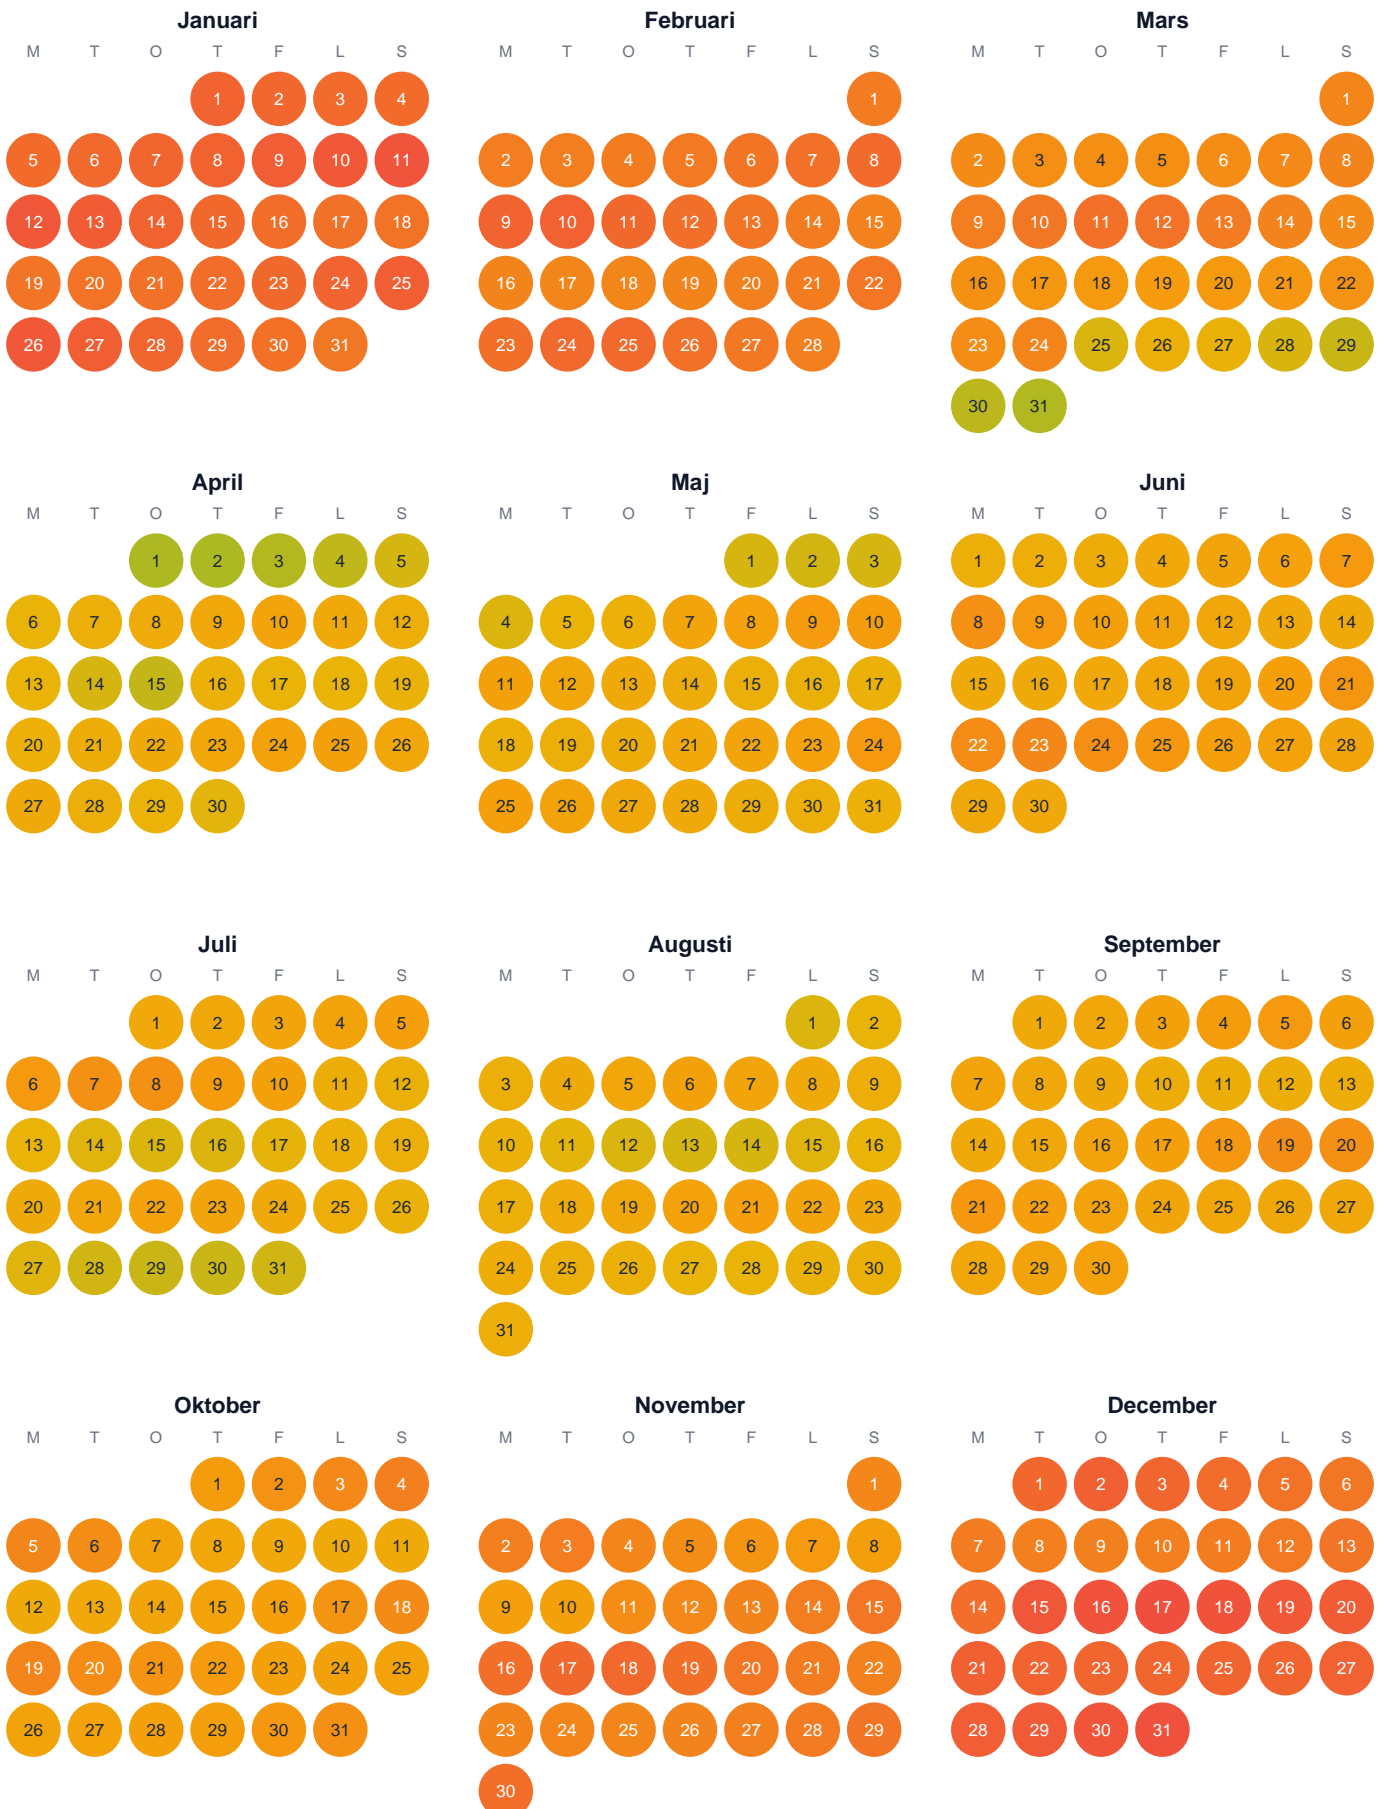 Januari
M T O T F L S
1 2 3 4
5 6 7 8 9 10 11
12 13 14 15 16 17 18
19 20 21 22 23 24 25
26 27 28 29 30 31
Februari
M T O T F L S
1
2 3 4 5 6 7 8
9 10 11 12 13 14 15
16 17 18 19 20 21 22
23 24 25 26 27 28
Mars
M T O T F L S
1
2 3 4 5 6 7 8
9 10 11 12 13 14 15
16 17 18 19 20 21 22
23 24 25 26 27 28 29
30 31
April
M T O T F L S
1 2 3 4 5
6 7 8 9 10 11 12
13 14 15 16 17 18 19
20 21 22 23 24 25 26
27 28 29 30
Maj
M T O T F L S
1 2 3
4 5 6 7 8 9 10
11 12 13 14 15 16 17
18 19 20 21 22 23 24
25 26 27 28 29 30 31
Juni
M T O T F L S
1 2 3 4 5 6 7
8 9 10 11 12 13 14
15 16 17 18 19 20 21
22 23 24 25 26 27 28
29 30
Juli
M T O T F L S
1 2 3 4 5
6 7 8 9 10 11 12
13 14 15 16 17 18 19
20 21 22 23 24 25 26
27 28 29 30 31
Augusti
M T O T F L S
1 2
3 4 5 6 7 8 9
10 11 12 13 14 15 16
17 18 19 20 21 22 23
24 25 26 27 28 29 30
31
September
M T O T F L S
1 2 3 4 5 6
7 8 9 10 11 12 13
14 15 16 17 18 19 20
21 22 23 24 25 26 27
28 29 30
Oktober
M T O T F L S
1 2 3 4
5 6 7 8 9 10 11
12 13 14 15 16 17 18
19 20 21 22 23 24 25
26 27 28 29 30 31
November
M T O T F L S
1
2 3 4 5 6 7 8
9 10 11 12 13 14 15
16 17 18 19 20 21 22
23 24 25 26 27 28 29
30
December
M T O T F L S
1 2 3 4 5 6
7 8 9 10 11 12 13
14 15 16 17 18 19 20
21 22 23 24 25 26 27
28 29 30 31